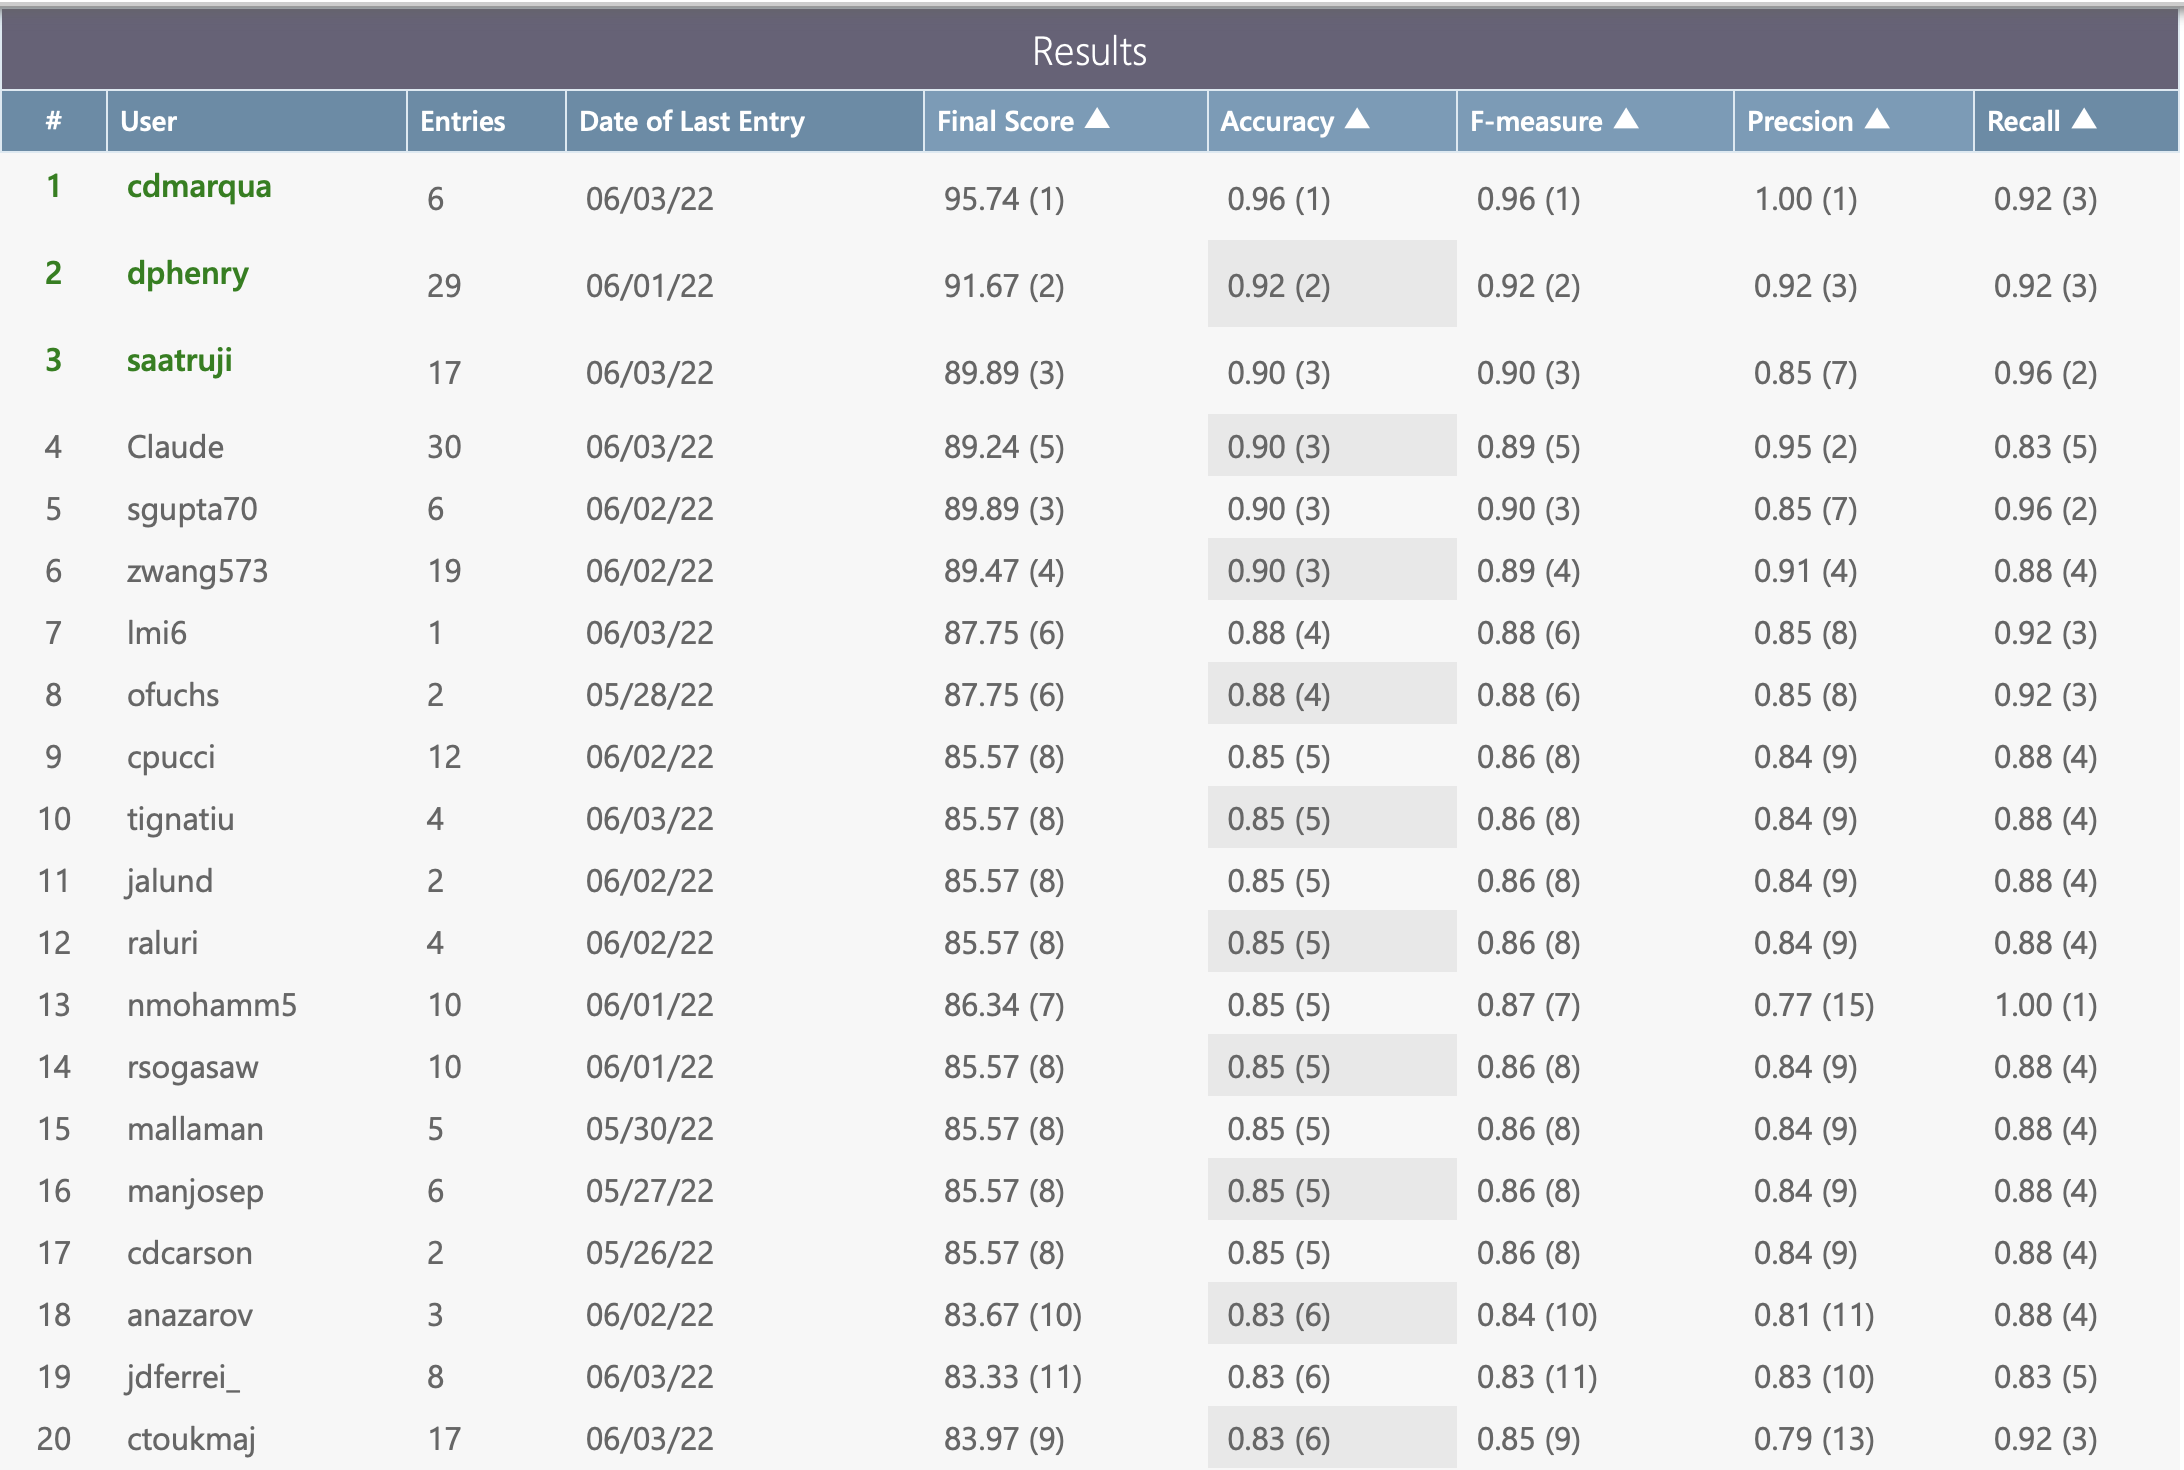 Results
# User Entries Date of Last Entry Final Score ▲ Accuracy ▲ F-measure ▲ Precsion ▲ Recall ▲
1 cdmarqua 6 06/03/22 95.74 (1) 0.96 (1) 0.96 (1) 1.00 (1) 0.92 (3)
2 dphenry 29 06/01/22 91.67 (2) 0.92 (2) 0.92 (2) 0.92 (3) 0.92 (3)
3 saatruji 17 06/03/22 89.89 (3) 0.90 (3) 0.90 (3) 0.85 (7) 0.96 (2)
4 Claude 30 06/03/22 89.24 (5) 0.90 (3) 0.89 (5) 0.95 (2) 0.83 (5)
5 sgupta70 6 06/02/22 89.89 (3) 0.90 (3) 0.90 (3) 0.85 (7) 0.96 (2)
6 zwang573 19 06/02/22 89.47 (4) 0.90 (3) 0.89 (4) 0.91 (4) 0.88 (4)
7 lmi6 1 06/03/22 87.75 (6) 0.88 (4) 0.88 (6) 0.85 (8) 0.92 (3)
8 ofuchs 2 05/28/22 87.75 (6) 0.88 (4) 0.88 (6) 0.85 (8) 0.92 (3)
9 cpucci 12 06/02/22 85.57 (8) 0.85 (5) 0.86 (8) 0.84 (9) 0.88 (4)
10 tignatiu 4 06/03/22 85.57 (8) 0.85 (5) 0.86 (8) 0.84 (9) 0.88 (4)
11 jalund 2 06/02/22 85.57 (8) 0.85 (5) 0.86 (8) 0.84 (9) 0.88 (4)
12 raluri 4 06/02/22 85.57 (8) 0.85 (5) 0.86 (8) 0.84 (9) 0.88 (4)
13 nmohamm5 10 06/01/22 86.34 (7) 0.85 (5) 0.87 (7) 0.77 (15) 1.00 (1)
14 rsogasaw 10 06/01/22 85.57 (8) 0.85 (5) 0.86 (8) 0.84 (9) 0.88 (4)
15 mallaman 5 05/30/22 85.57 (8) 0.85 (5) 0.86 (8) 0.84 (9) 0.88 (4)
16 manjosep 6 05/27/22 85.57 (8) 0.85 (5) 0.86 (8) 0.84 (9) 0.88 (4)
17 cdcarson 2 05/26/22 85.57 (8) 0.85 (5) 0.86 (8) 0.84 (9) 0.88 (4)
18 anazarov 3 06/02/22 83.67 (10) 0.83 (6) 0.84 (10) 0.81 (11) 0.88 (4)
19 jdferrei_ 8 06/03/22 83.33 (11) 0.83 (6) 0.83 (11) 0.83 (10) 0.83 (5)
20 ctoukmaj 17 06/03/22 83.97 (9) 0.83 (6) 0.85 (9) 0.79 (13) 0.92 (3)